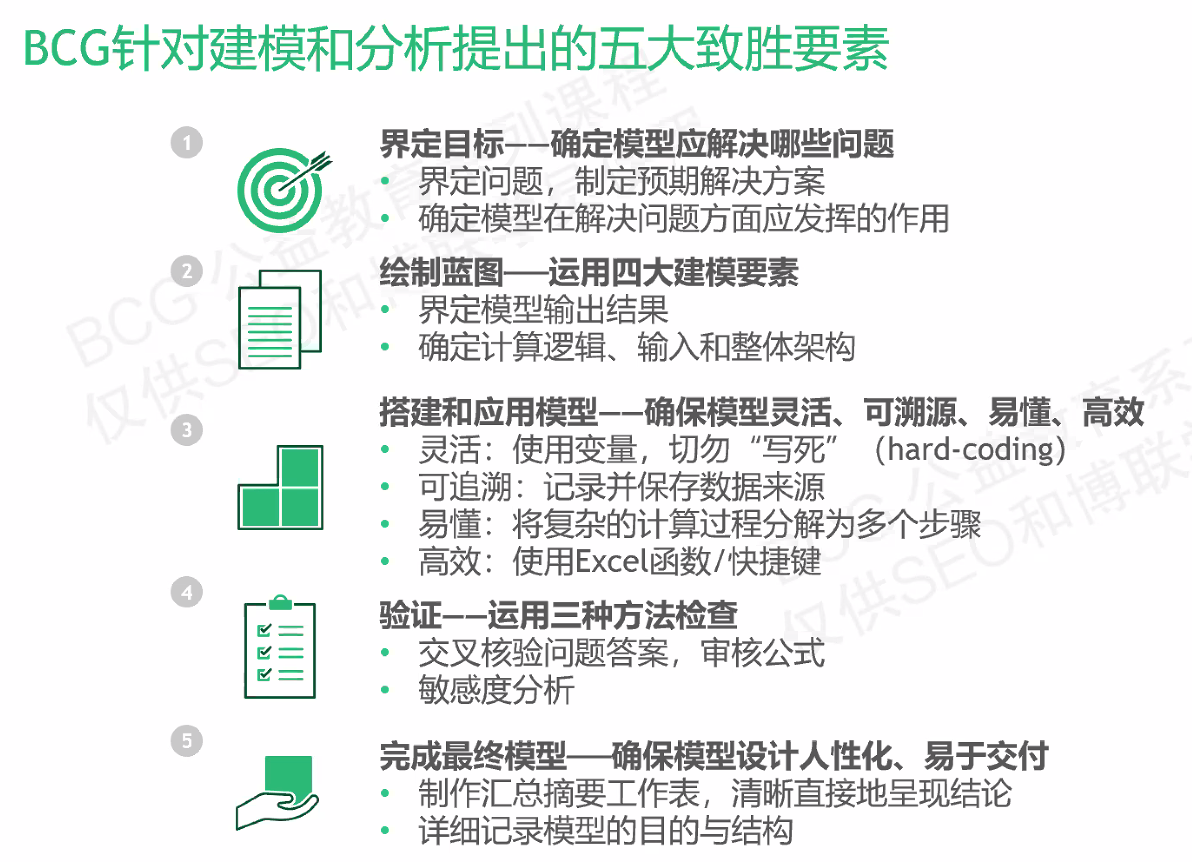 BCG针对建模和分析提出的五大致胜要素
1
界定目标——确定模型应解决哪些问题
• 界定问题，制定预期解决方案
• 确定模型在解决问题方面应发挥的作用
2
绘制蓝图——运用四大建模要素
• 界定模型输出结果
• 确定计算逻辑、输入和整体架构
3
搭建和应用模型——确保模型灵活、可溯源、易懂、高效
• 灵活：使用变量，切勿“写死”（hard-coding）
• 可追溯：记录并保存数据来源
• 易懂：将复杂的计算过程分解为多个步骤
• 高效：使用Excel函数/快捷键
4
验证——运用三种方法检查
• 交叉核验问题答案，审核公式
• 敏感度分析
5
完成最终模型——确保模型设计人性化、易于交付
• 制作汇总摘要工作表，清晰直接地呈现结论
• 详细记录模型的目的与结构
BCG 公益教育系列课程
仅供SEO和博联
BCG 公益教育系
仅供SEO和博联